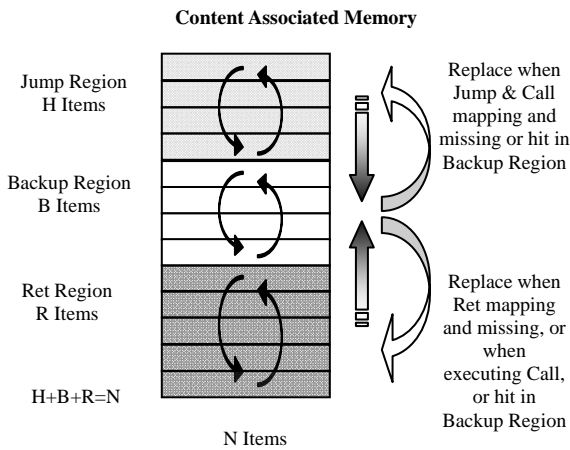 Content Associated Memory
Jump Region
H Items
Backup Region
B Items
Ret Region
R Items
H+B+R=N
N Items
Replace when
Jump & Call
mapping and
missing or hit in
Backup Region
Replace when
Ret mapping
and missing, or
when
executing Call,
or hit in
Backup Region